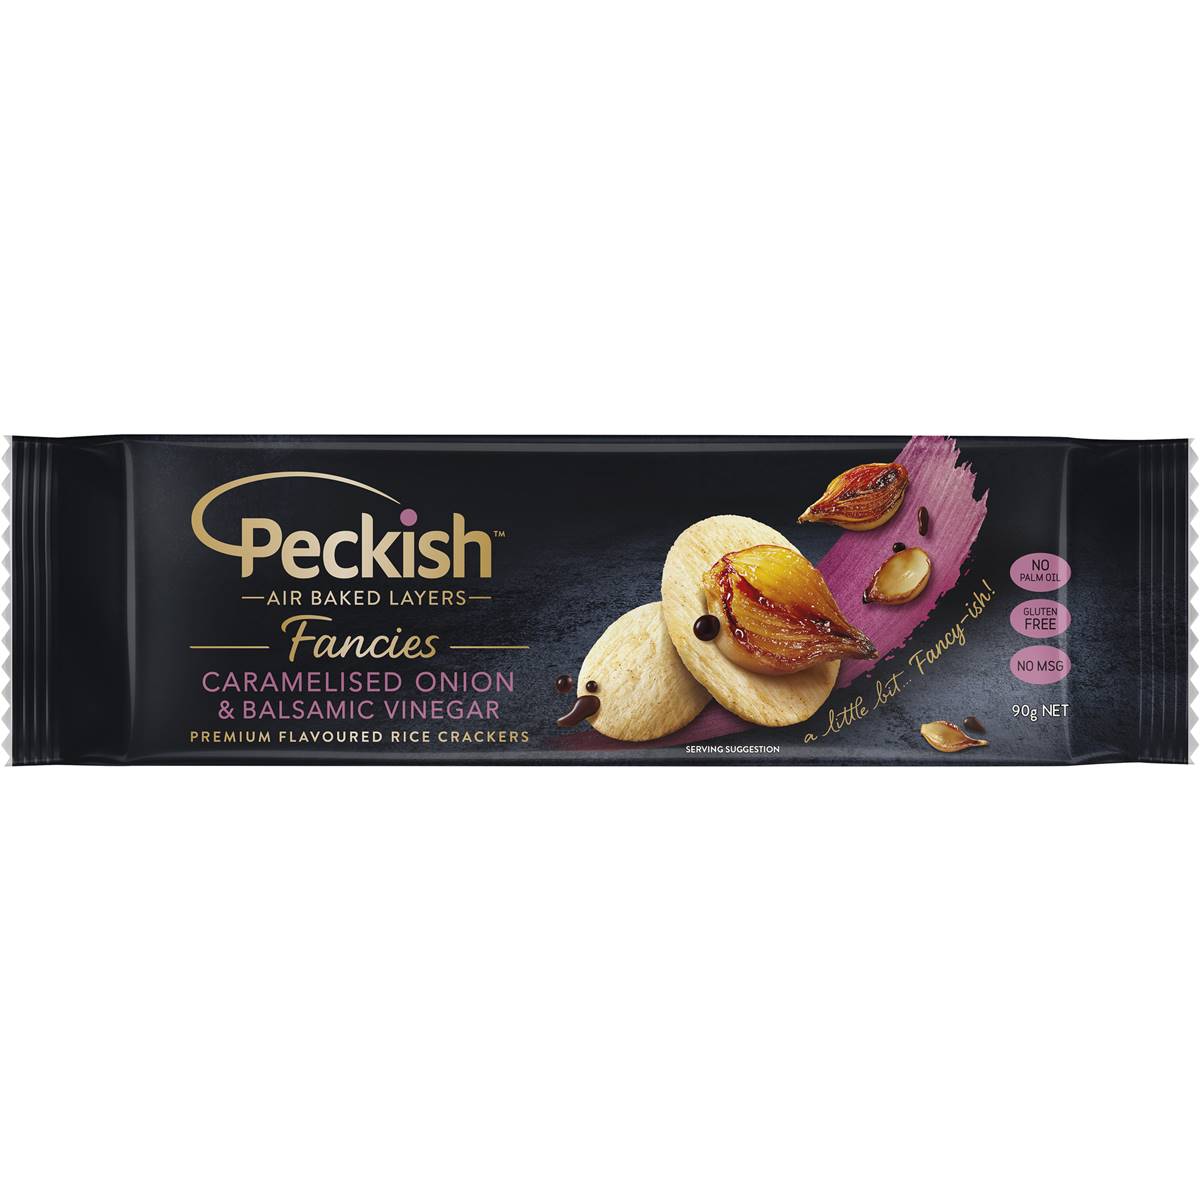 Peckish™
AIR BAKED LAYERS
Fancies
CARAMELISED ONION
& BALSAMIC VINEGAR
PREMIUM FLAVOURED RICE CRACKERS
SERVING SUGGESTION
a little bit... Fancy-ish!
NO
PALM OIL
GLUTEN
FREE
NO MSG
90g NET